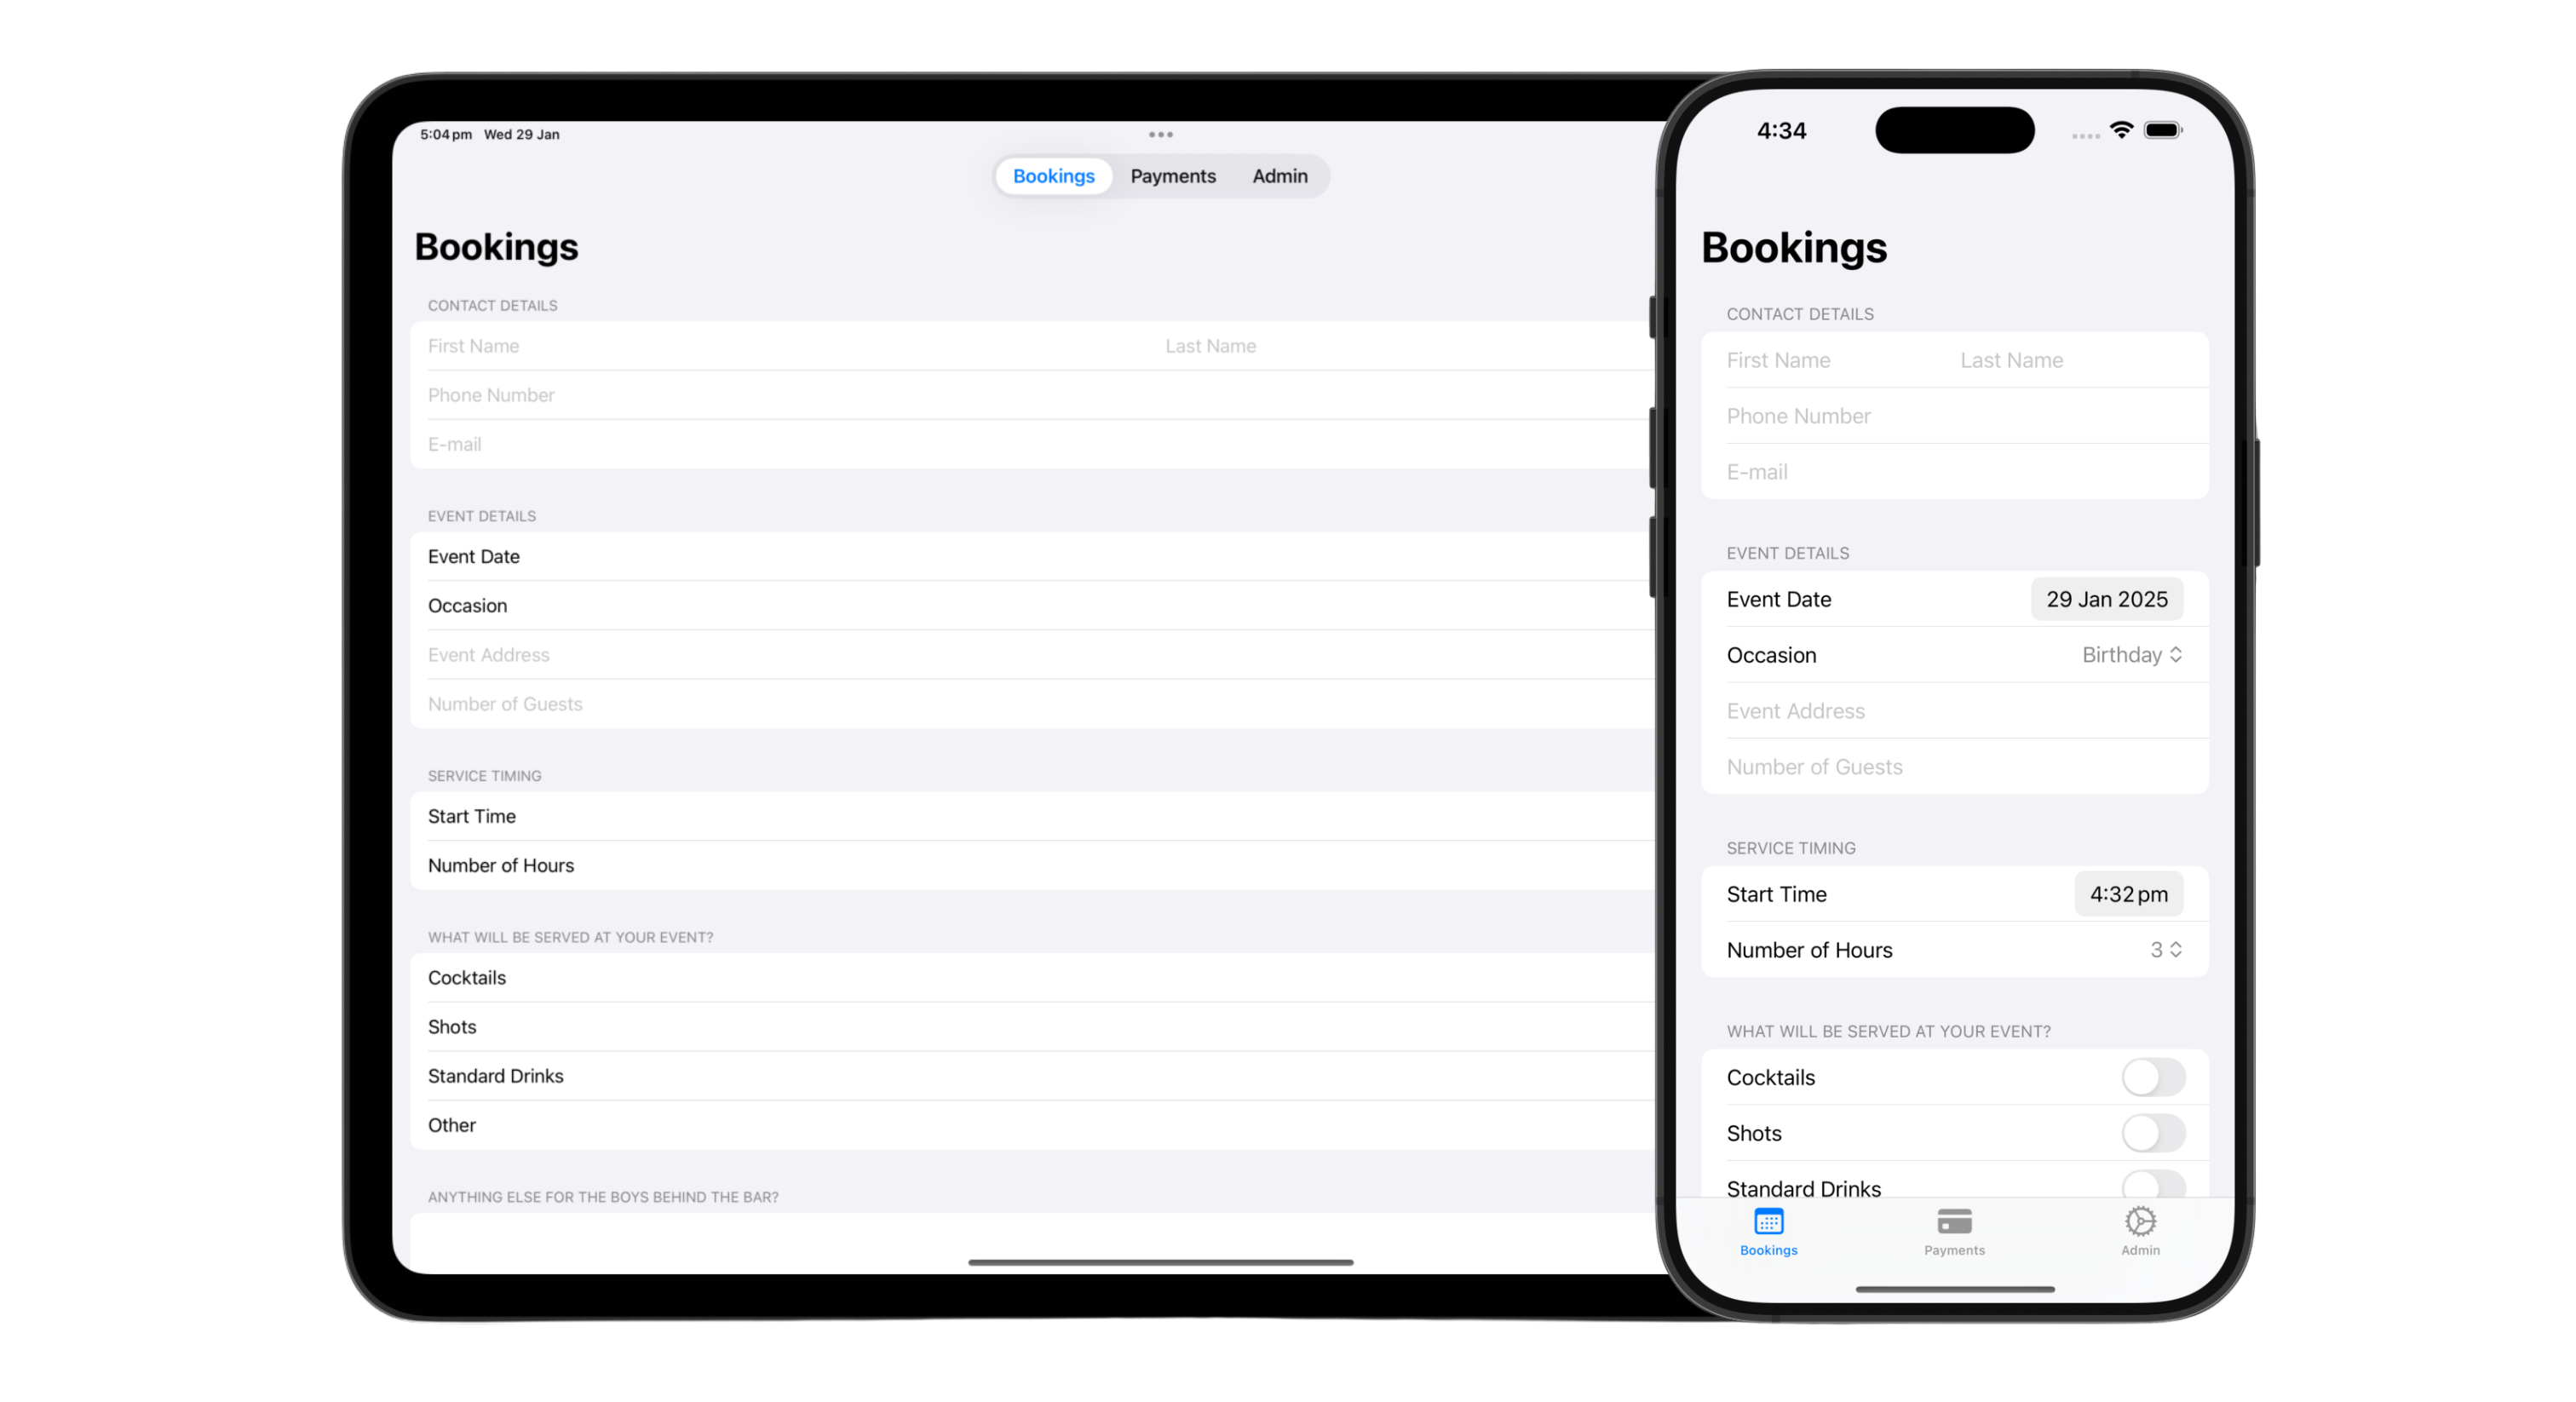 5:04 pm Wed 29 Jan
Bookings Payments Admin
Bookings
CONTACT DETAILS
First Name Last Name
Phone Number
E-mail
EVENT DETAILS
Event Date
Occasion
Event Address
Number of Guests
SERVICE TIMING
Start Time
Number of Hours
WHAT WILL BE SERVED AT YOUR EVENT?
Cocktails
Shots
Standard Drinks
Other
ANYTHING ELSE FOR THE BOYS BEHIND THE BAR?
4:34
Bookings
CONTACT DETAILS
First Name Last Name
Phone Number
E-mail
EVENT DETAILS
Event Date 29 Jan 2025
Occasion Birthday
Event Address
Number of Guests
SERVICE TIMING
Start Time 4:32 pm
Number of Hours 3
WHAT WILL BE SERVED AT YOUR EVENT?
Cocktails
Shots
Standard Drinks
Bookings Payments Admin